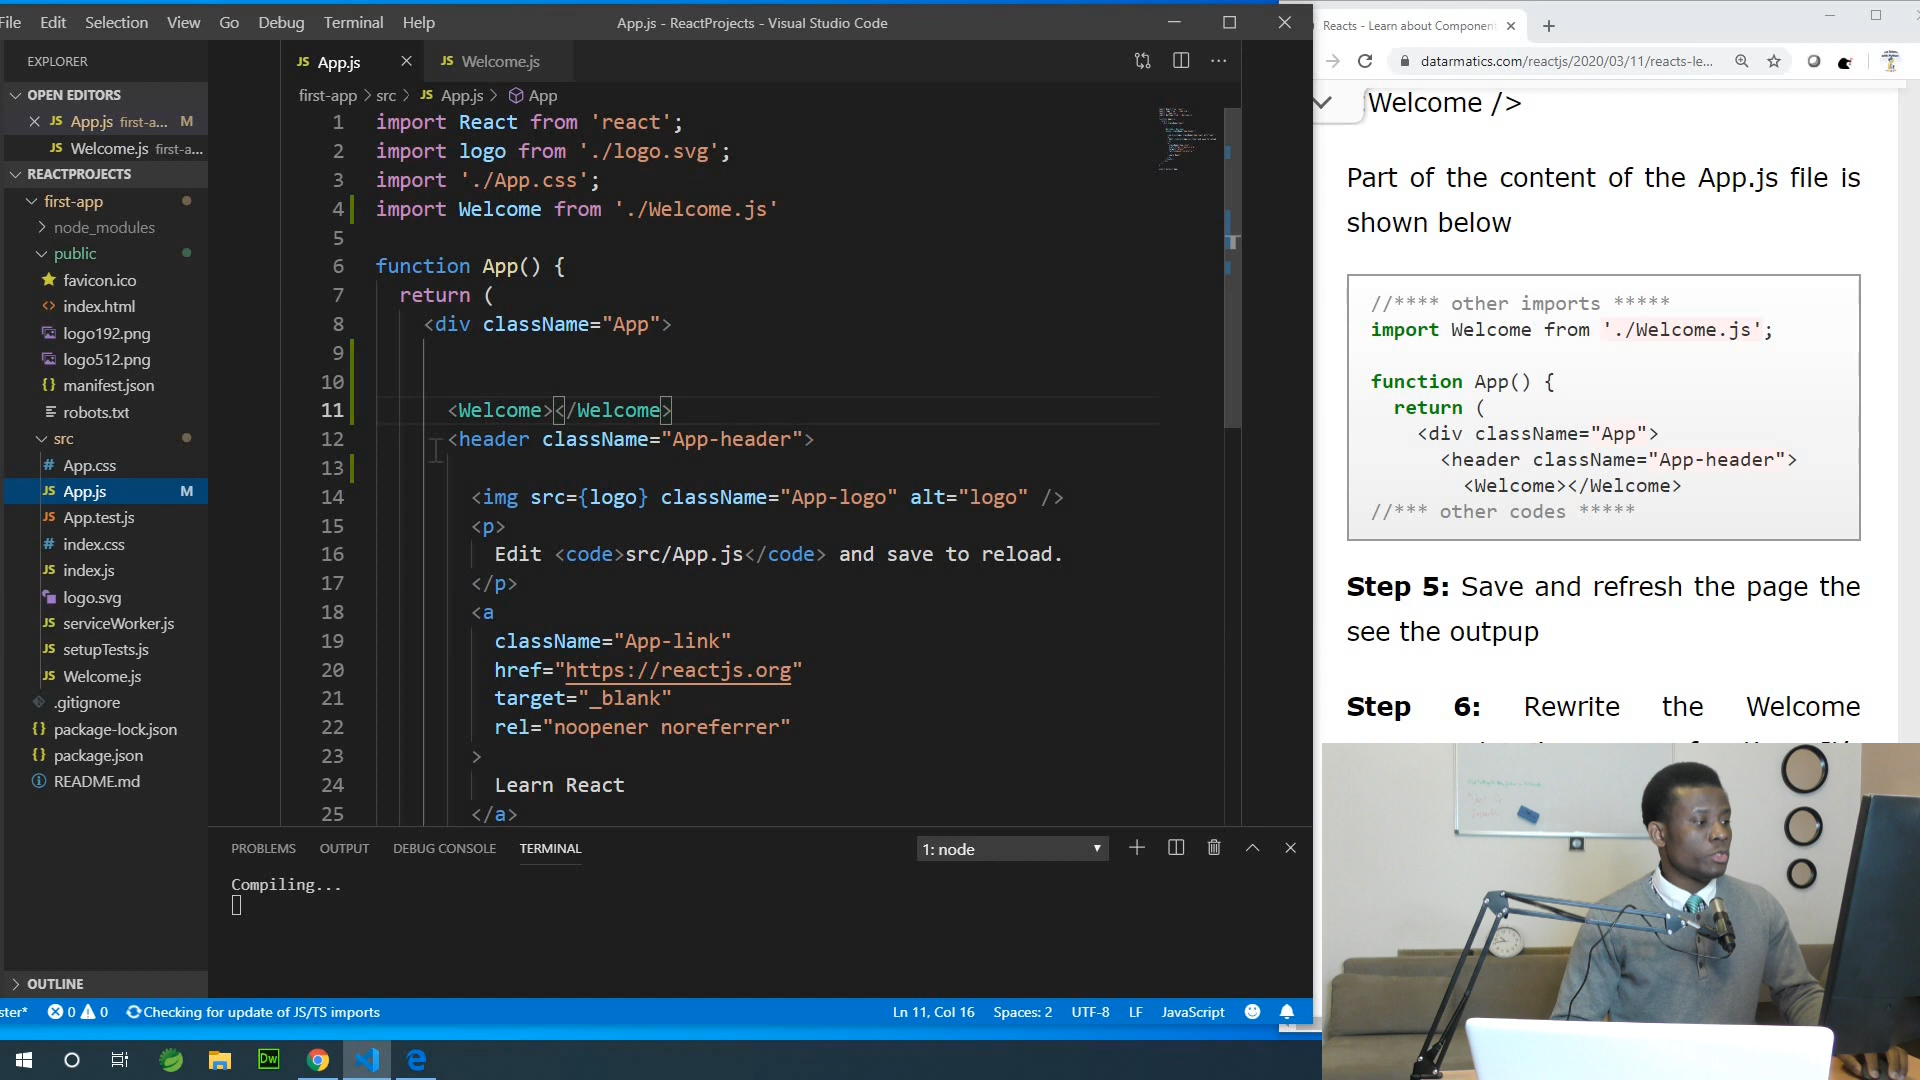 File Edit Selection View Go Debug Terminal Help
App.js - ReactProjects - Visual Studio Code
EXPLORER
OPEN EDITORS
App.js first-a... M
Welcome.js first-a...
REACTPROJECTS
first-app
node_modules
public
favicon.ico
index.html
logo192.png
logo512.png
manifest.json
robots.txt
src
App.css
App.js M
App.test.js
index.css
index.js
logo.svg
serviceWorker.js
setupTests.js
Welcome.js
.gitignore
package-lock.json
package.json
README.md
OUTLINE
JS App.js
JS Welcome.js
first-app > src > JS App.js > App
1 import React from 'react';
2 import logo from './logo.svg';
3 import './App.css';
4 import Welcome from './Welcome.js'
5
6 function App() {
7 return (
8 <div className="App">
9
10
11 <Welcome></Welcome>
12 <header className="App-header">
13
14 <img src={logo} className="App-logo" alt="logo" />
15 <p>
16 Edit <code>src/App.js</code> and save to reload.
17 </p>
18 <a
19 className="App-link"
20 href="https://reactjs.org"
21 target="_blank"
22 rel="noopener noreferrer"
23 >
24 Learn React
25 </a>
PROBLEMS OUTPUT DEBUG CONSOLE TERMINAL
1: node
Compiling...
ster* 0 0 Checking for update of JS/TS imports
Ln 11, Col 16 Spaces: 2 UTF-8 LF JavaScript
Dw
Reacts - Learn about Component
datarmatics.com/reactjs/2020/03/11/reacts-le...
Welcome />
Part of the content of the App.js file is
shown below
//**** other imports *****
import Welcome from './Welcome.js';
function App() {
return (
<div className="App">
<header className="App-header">
<Welcome></Welcome>
//*** other codes *****
Step 5: Save and refresh the page the
see the outpup
Step 6: Rewrite the Welcome